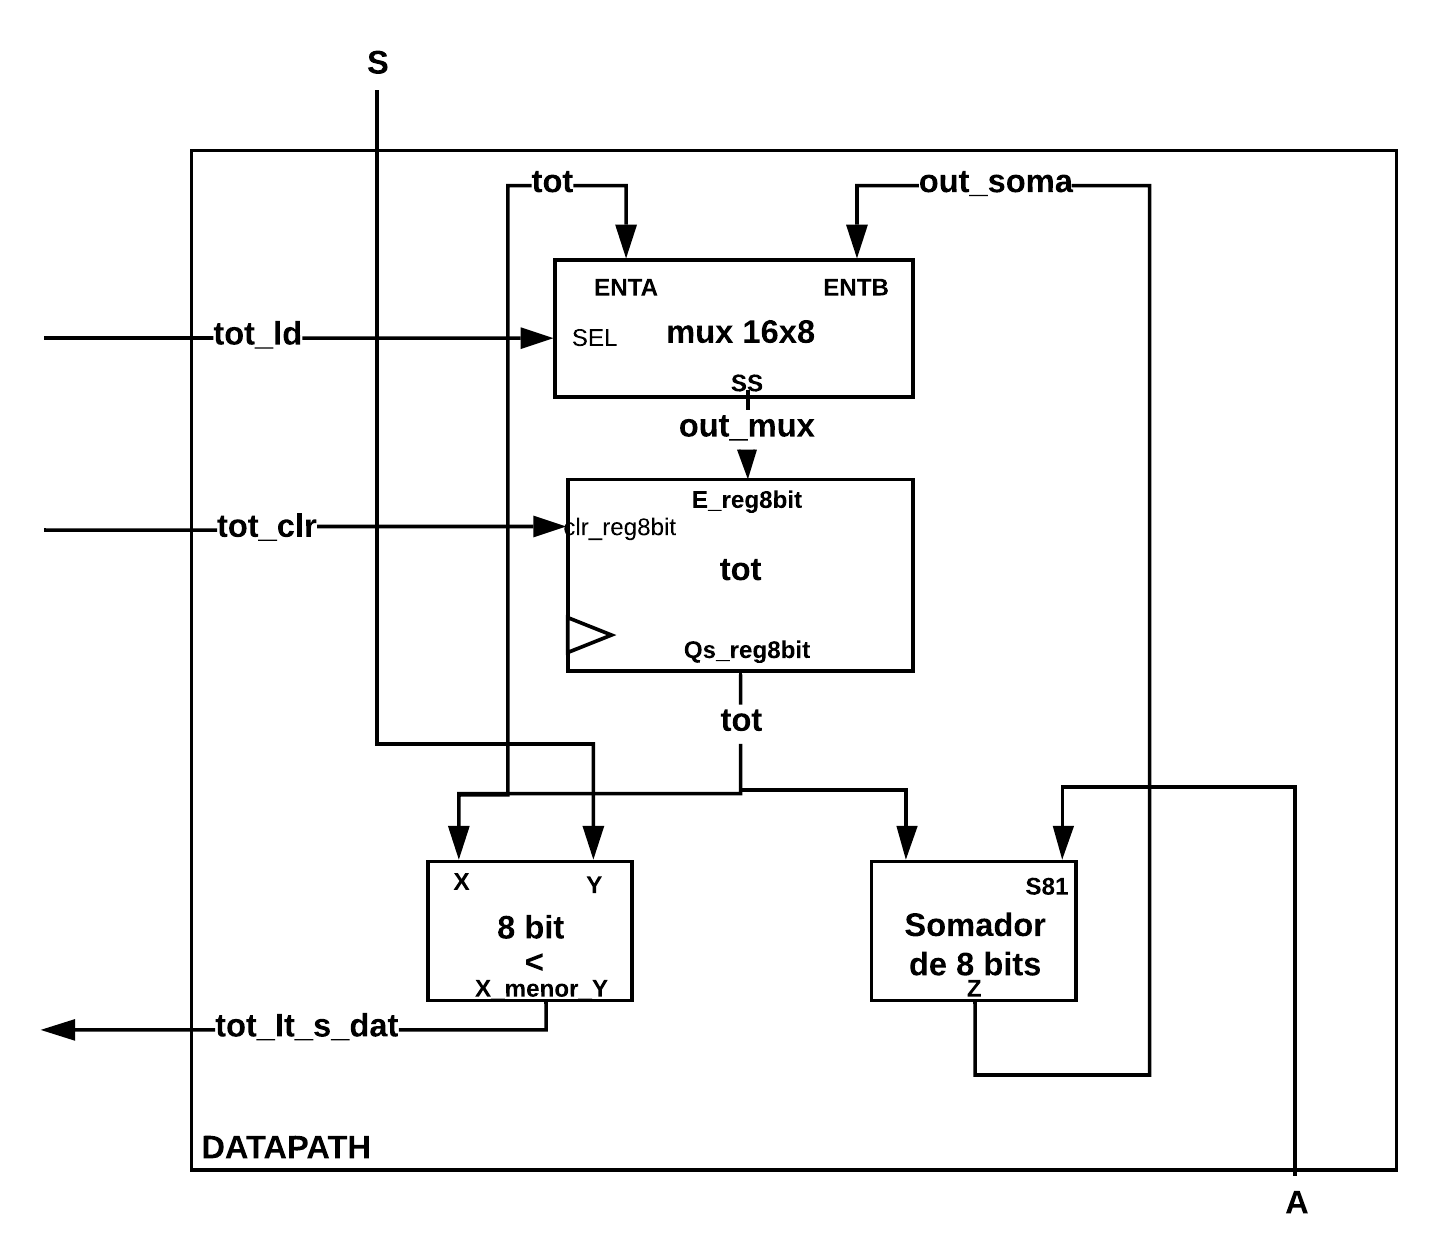 S
tot
out_soma
ENTA
ENTB
tot_ld
SEL
mux 16x8
SS
out_mux
E_reg8bit
tot_clr
clr_reg8bit
tot
Qs_reg8bit
tot
X
Y
S81
8 bit
<
X_menor_Y
Somador
de 8 bits
Z
tot_lt_s_dat
DATAPATH
A